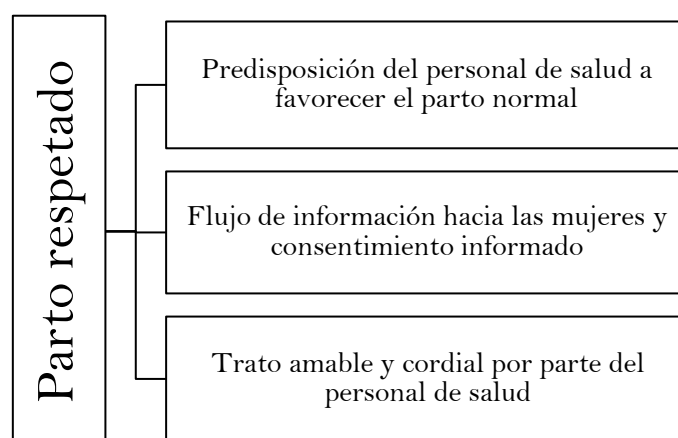 Parto respetado
Predisposición del personal de salud a
favorecer el parto normal
Flujo de información hacia las mujeres y
consentimiento informado
Trato amable y cordial por parte del
personal de salud